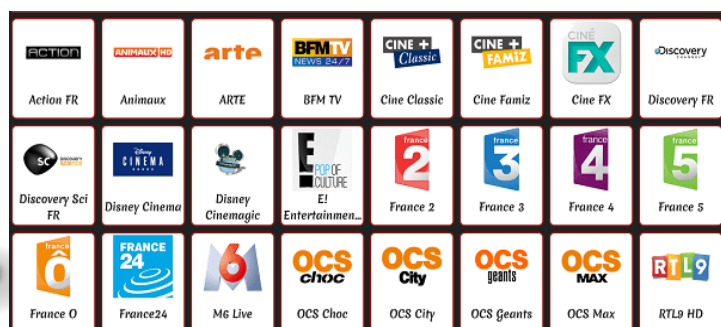 ACTION
ANIMAUX HD
arte
BFM TV
NEWS 24/7
CINE +
Classic
CINE +
FAMIZ
CINÉ
FX
Discovery
CHANNEL
Action FR
Animaux
ARTE
BFM TV
Cine Classic
Cine Famiz
Cine FX
Discovery FR
SC
DISCOVERY
SCIENCE
Disney
CINEMA
E!
POP OF
CULTURE
france
2
france
3
france
4
france
5
Discovery Sci
FR
Disney Cinema
Disney
Cinemagic
E!
Entertainmen...
France 2
France 3
France 4
France 5
france
Ô
FRANCE
24
M6
OCS
choc
OCS
City
OCS
geants
OCS
MAX
RTL9
France O
France24
M6 Live
OCS Choc
OCS City
OCS Geants
OCS Max
RTL9 HD